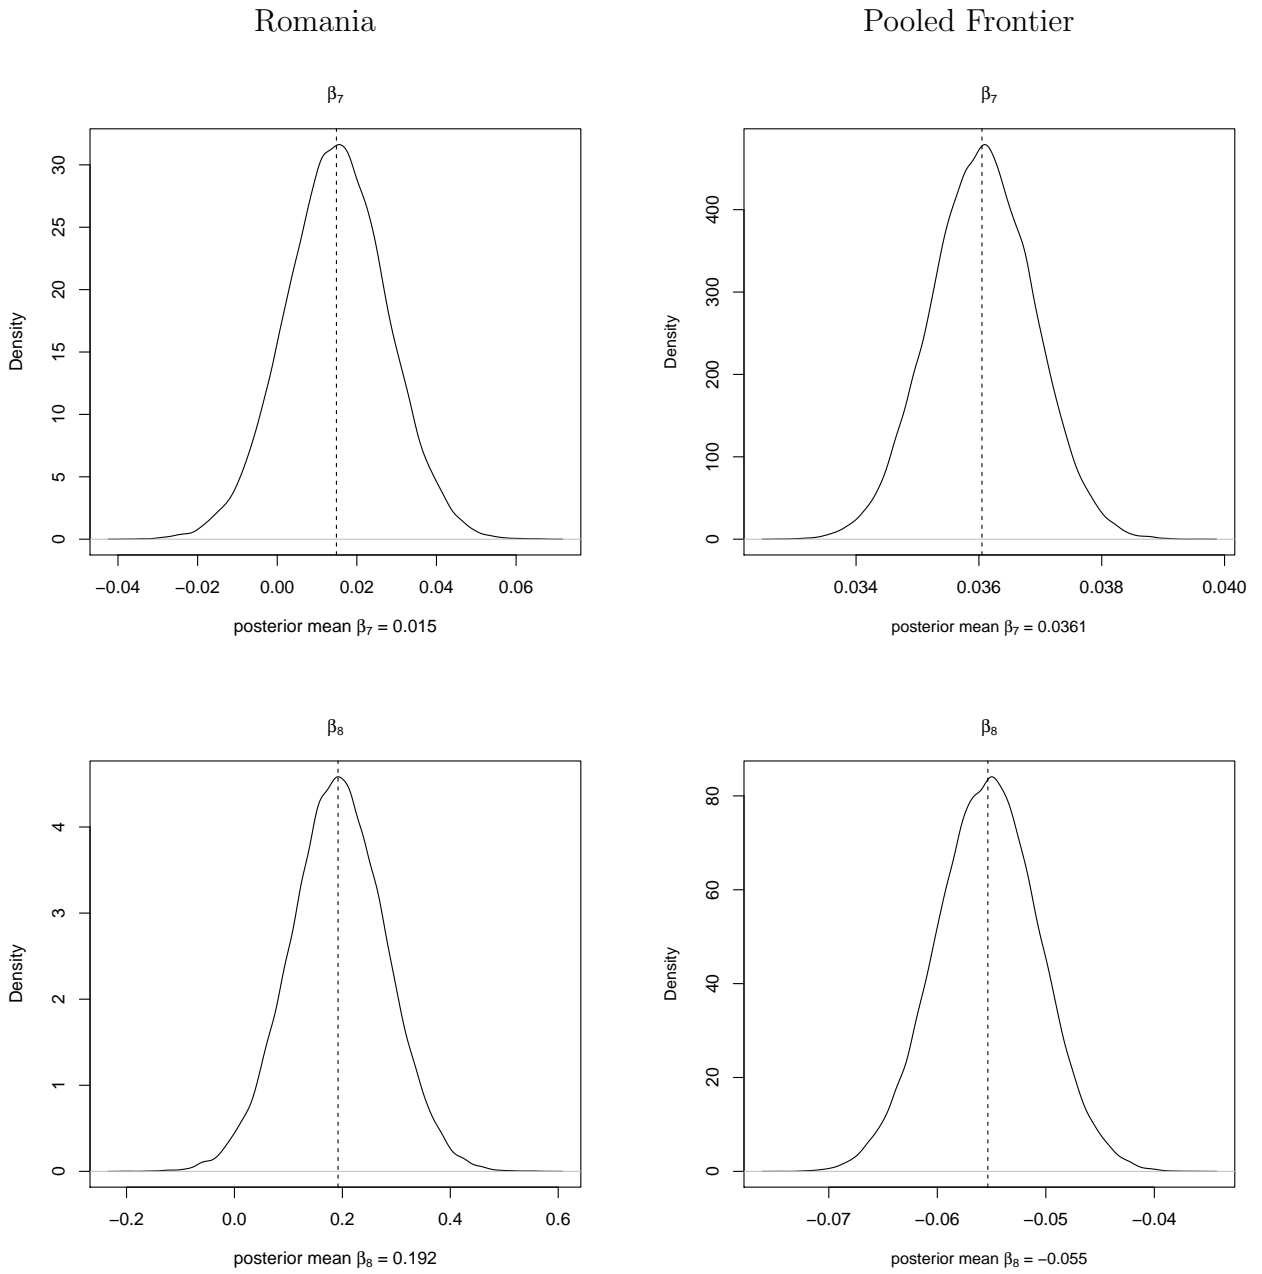 Romania
Pooled Frontier
β₇
Density
0 5 10 15 20 25 30
−0.04 −0.02 0.00 0.02 0.04 0.06
posterior mean β₇ = 0.015
β₇
Density
0 100 200 300 400
0.034 0.036 0.038 0.040
posterior mean β₇ = 0.0361
β₈
Density
0 1 2 3 4
−0.2 0.0 0.2 0.4 0.6
posterior mean β₈ = 0.192
β₈
Density
0 20 40 60 80
−0.07 −0.06 −0.05 −0.04
posterior mean β₈ = −0.055